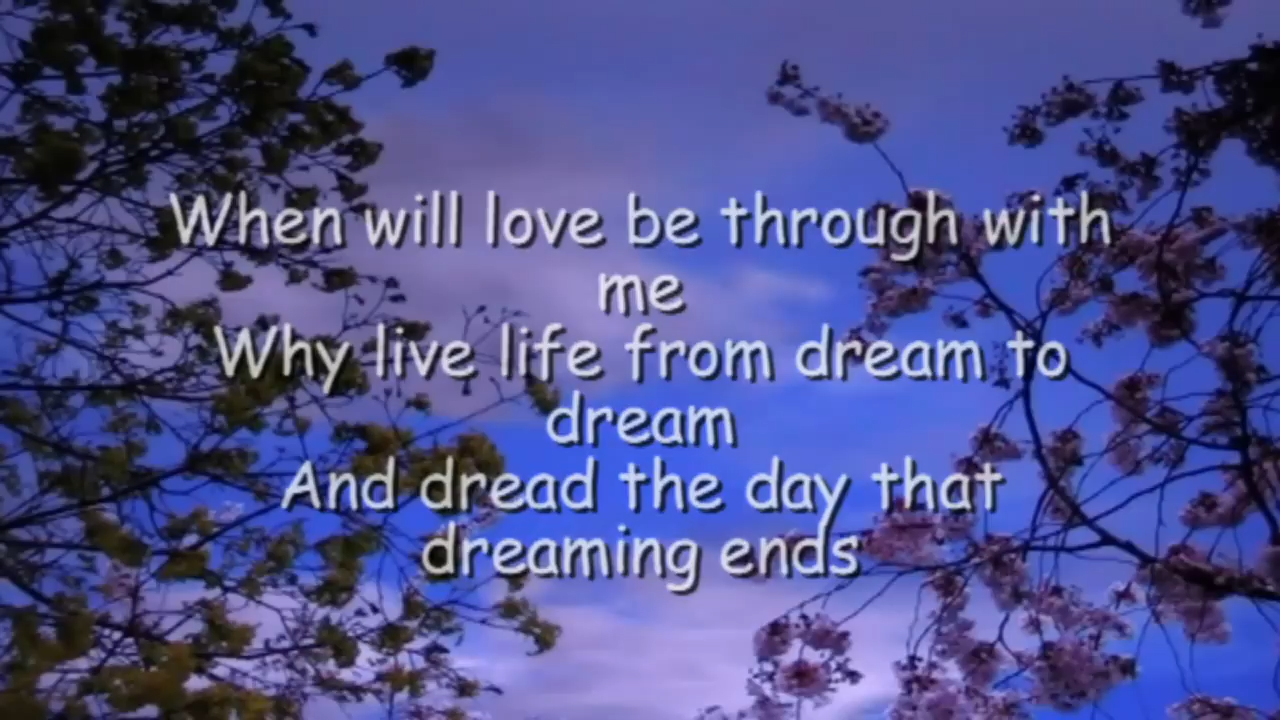 When will love be through with
me
Why live life from dream to
dream
And dread the day that
dreaming ends